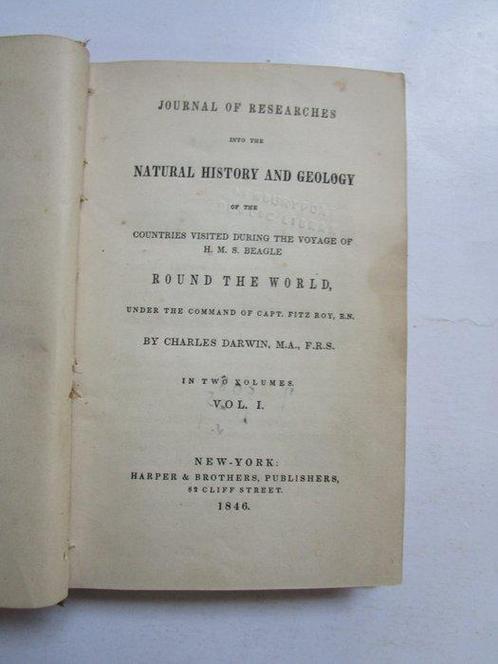 JOURNAL OF RESEARCHES
INTO THE
NATURAL HISTORY AND GEOLOGY
OF THE
COUNTRIES VISITED DURING THE VOYAGE OF
H. M. S. BEAGLE
ROUND THE WORLD,
UNDER THE COMMAND OF CAPT. FITZ ROY, R.N.
BY CHARLES DARWIN, M.A., F.R.S.
IN TWO VOLUMES.
VOL. I.
NEW-YORK:
HARPER & BROTHERS, PUBLISHERS,
82 CLIFF STREET.
1846.